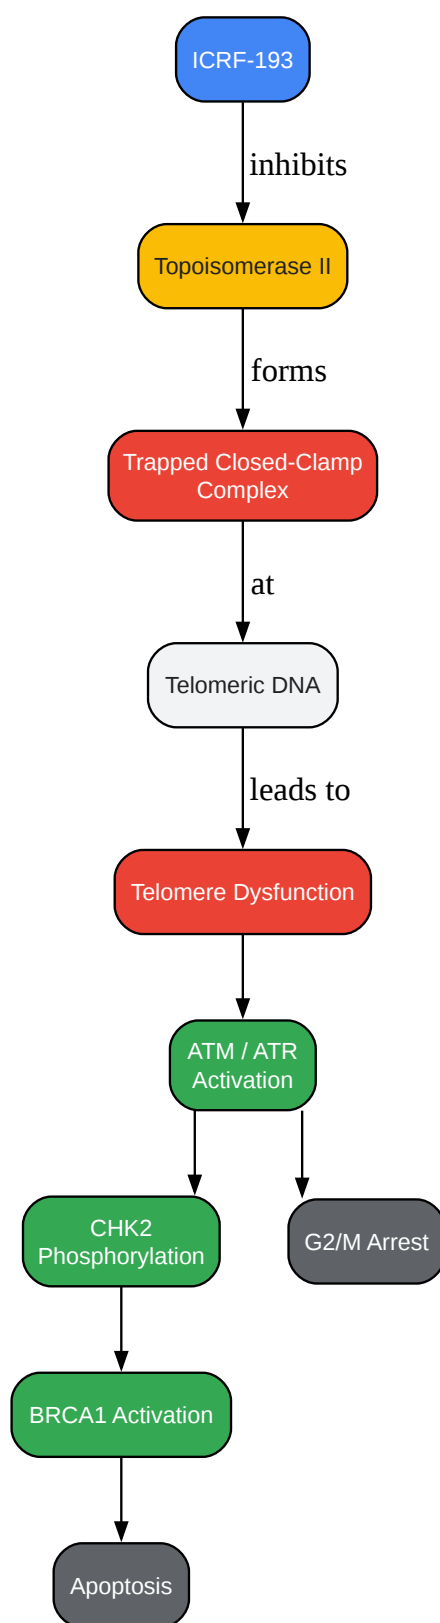 ICRF-193
inhibits
Topoisomerase II
forms
Trapped Closed-Clamp
Complex
at
Telomeric DNA
leads to
Telomere Dysfunction
ATM / ATR
Activation
CHK2
Phosphorylation
G2/M Arrest
BRCA1 Activation
Apoptosis